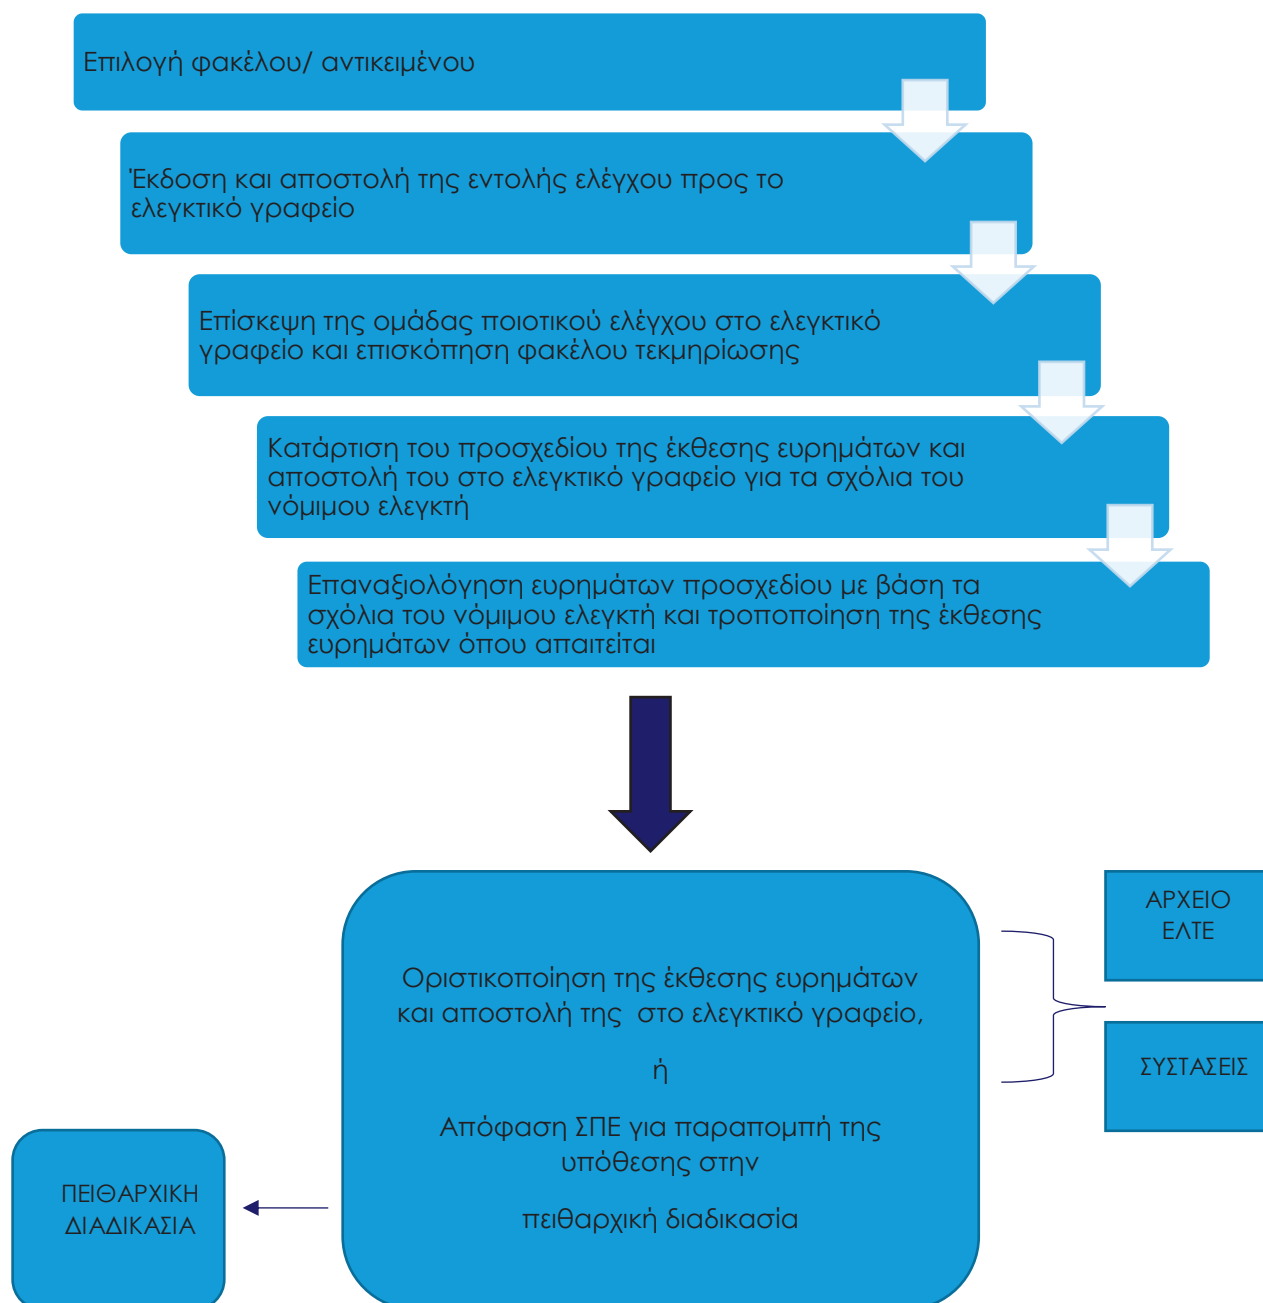 Επιλογή φακέλου/ αντικειμένου
Έκδοση και αποστολή της εντολής ελέγχου προς το
ελεγκτικό γραφείο
Επίσκεψη της ομάδας ποιοτικού ελέγχου στο ελεγκτικό
γραφείο και επισκόπηση φακέλου τεκμηρίωσης
Κατάρτιση του προσχεδίου της έκθεσης ευρημάτων και
αποστολή του στο ελεγκτικό γραφείο για τα σχόλια του
νόμιμου ελεγκτή
Επαναξιολόγηση ευρημάτων προσχεδίου με βάση τα
σχόλια του νόμιμου ελεγκτή και τροποποίηση της έκθεσης
ευρημάτων όπου απαιτείται
Οριστικοποίηση της έκθεσης ευρημάτων
και αποστολή της στο ελεγκτικό γραφείο,
ή
Απόφαση ΣΠΕ για παραπομπή της
υπόθεσης στην
πειθαρχική διαδικασία
ΑΡΧΕΙΟ
ΕΛΤΕ
ΣΥΣΤΑΣΕΙΣ
ΠΕΙΘΑΡΧΙΚΗ
ΔΙΑΔΙΚΑΣΙΑ